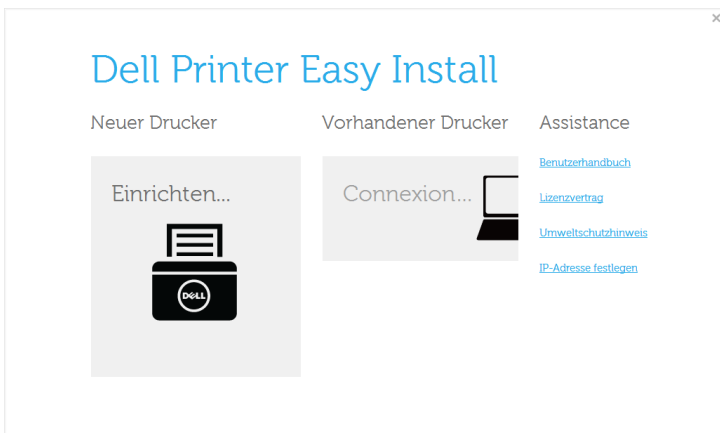 ×
Dell Printer Easy Install
Neuer Drucker
Einrichten...
DELL
Vorhandener Drucker
Connexion...
Assistance
Benutzerhandbuch
Lizenzvertrag
Umweltschutzhinweis
IP-Adresse festlegen